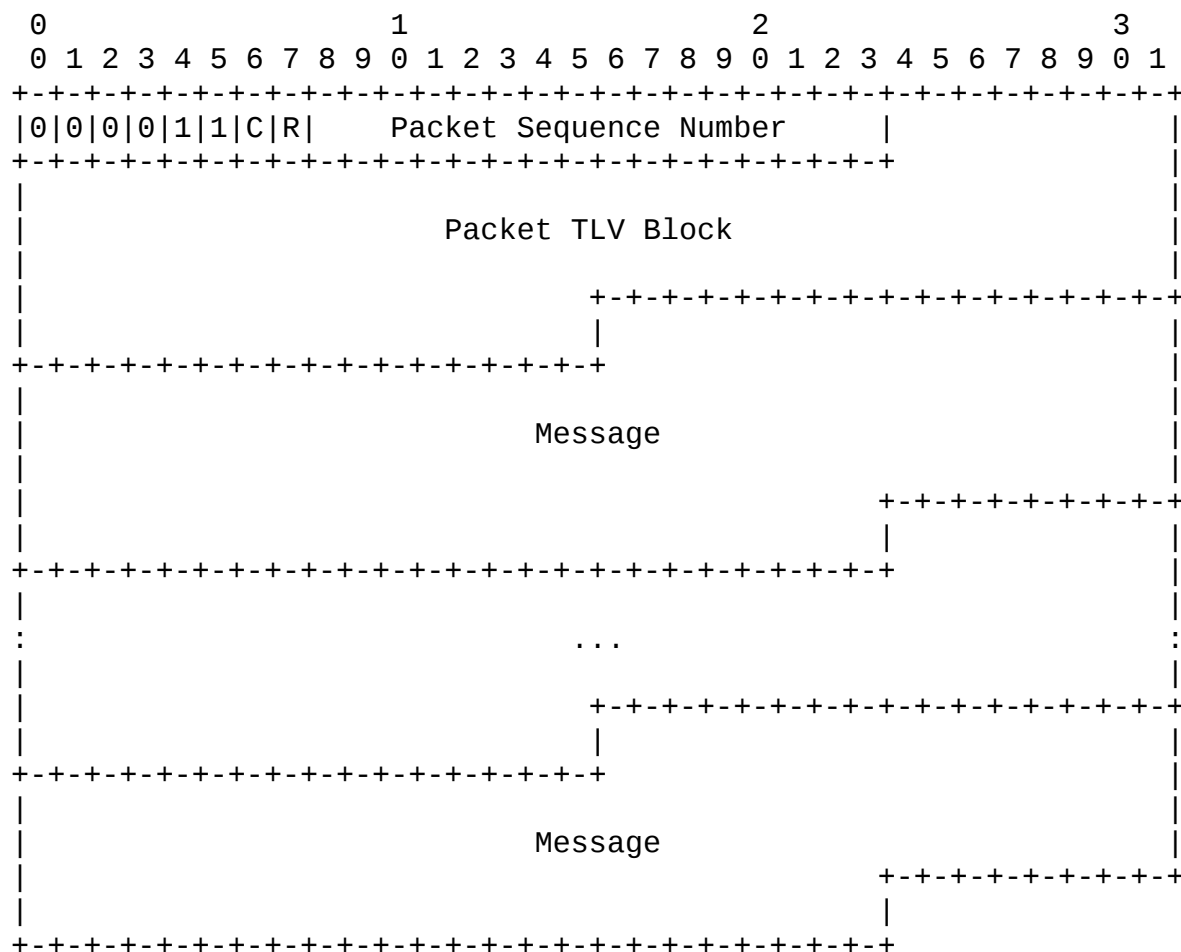 0                   1                   2                   3
0 1 2 3 4 5 6 7 8 9 0 1 2 3 4 5 6 7 8 9 0 1 2 3 4 5 6 7 8 9 0 1
+-+-+-+-+-+-+-+-+-+-+-+-+-+-+-+-+-+-+-+-+-+-+-+-+-+-+-+-+-+-+-+-+
|0|0|0|0|1|1|C|R|    Packet Sequence Number     |               |
+-+-+-+-+-+-+-+-+-+-+-+-+-+-+-+-+-+-+-+-+-+-+-+-+               |
|                                                               |
|                       Packet TLV Block                        |
|                                                               |
|                               +-+-+-+-+-+-+-+-+-+-+-+-+-+-+-+-+
|                               |                               |
+-+-+-+-+-+-+-+-+-+-+-+-+-+-+-+-+                               |
|                                                               |
|                            Message                            |
|                                                               |
|                                               +-+-+-+-+-+-+-+-+
|                                               |               |
+-+-+-+-+-+-+-+-+-+-+-+-+-+-+-+-+-+-+-+-+-+-+-+-+               |
|                                                               |
:                              ...                              :
|                                                               |
|                               +-+-+-+-+-+-+-+-+-+-+-+-+-+-+-+-+
|                               |                               |
+-+-+-+-+-+-+-+-+-+-+-+-+-+-+-+-+                               |
|                                                               |
|                            Message                            |
|                                               +-+-+-+-+-+-+-+-+
|                                               |
+-+-+-+-+-+-+-+-+-+-+-+-+-+-+-+-+-+-+-+-+-+-+-+-+